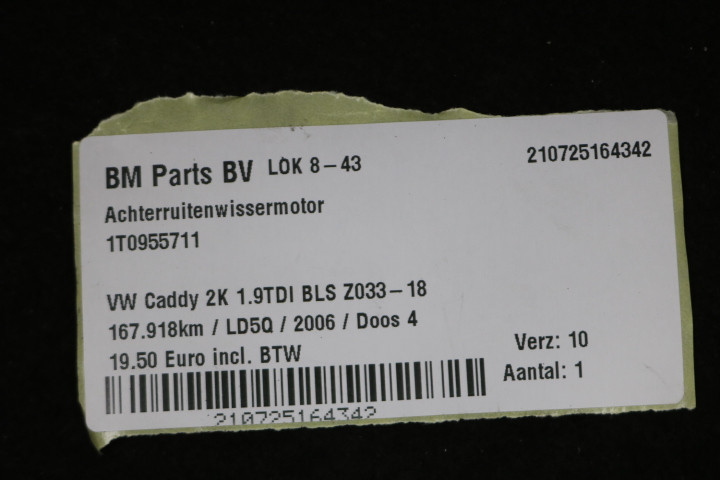 BM Parts BV LOK 8-43 210725164342
Achterruitenwissermotor
1T0955711
VW Caddy 2K 1.9TDI BLS Z033-18
167.918km / LD5Q / 2006 / Doos 4
19.50 Euro incl. BTW Verz: 10
Aantal: 1
210725164342